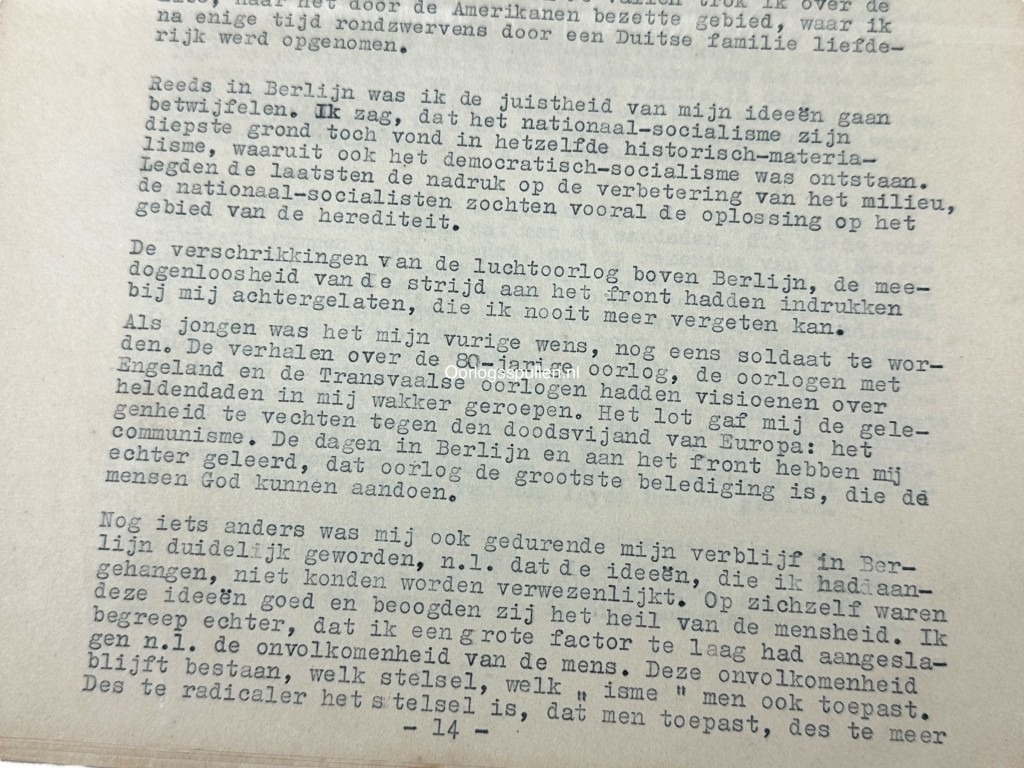 naar het door de Amerikanen bezette gebied, waar ik
na enige tijd rondzwervens door een Duitse familie liefde-
rijk werd opgenomen.
Reeds in Berlijn was ik de juistheid van mijn ideeën gaan
betwijfelen. Ik zag, dat het nationaal-socialisme zijn
diepste grond toch vond in hetzelfde historisch-materia-
lisme, waaruit ook het democratisch-socialisme was ontstaan.
Legden de laatsten de nadruk op de verbetering van het milieu,
de nationaal-socialisten zochten vooral de oplossing op het
gebied van de herediteit.
De verschrikkingen van de luchtoorlog boven Berlijn, de mee-
dogenloosheid van de strijd aan het front hadden indrukken
bij mij achtergelaten, die ik nooit meer vergeten kan.
Als jongen was het mijn vurige wens, nog eens soldaat te wor-
den. De verhalen over de 80-jarige oorlog, de oorlogen met
Engeland en de Transvaalse oorlogen hadden visioenen over
heldendaden in mij wakker geroepen. Het lot gaf mij de gele-
genheid te vechten tegen den doodsvijand van Europa: het
communisme. De dagen in Berlijn en aan het front hebben mij
echter geleerd, dat oorlog de grootste belediging is, die de
mensen God kunnen aandoen.
Nog iets anders was mij ook gedurende mijn verblijf in Ber-
lijn duidelijk geworden, n.l. dat de ideeën, die ik had aan-
gehangen, niet konden worden verwezenlijkt. Op zichzelf waren
deze ideeën goed en beoogden zij het heil van de mensheid. Ik
begreep echter, dat ik een grote factor te laag had aangesla-
gen n.l. de onvolkomenheid van de mens. Deze onvolkomenheid
blijft bestaan, welk stelsel, welk „ isme " men ook toepast.
Des te radicaler het stelsel is, dat men toepast, des te meer
- 14 -
Oorlogsspullen.nl